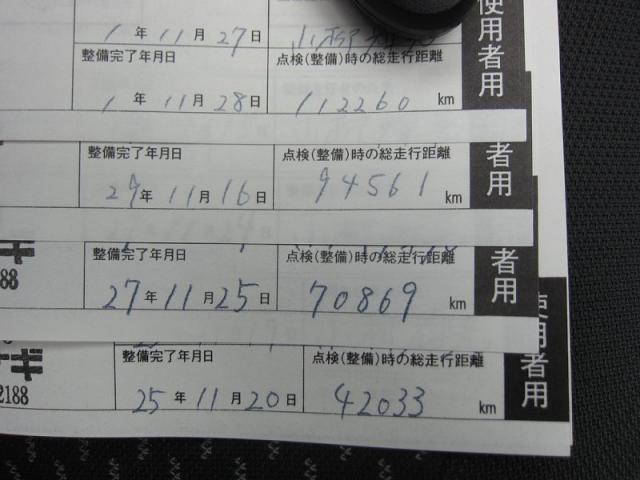 1 年 11 月 27 日
使用者用
整備完了年月日 点検(整備)時の総走行距離
1 年 11 月 28 日 112260 km
整備完了年月日 点検(整備)時の総走行距離
者用
29 年 11 月 16 日 94561 km
整備完了年月日 点検(整備)時の総走行距離
者用
27 年 11 月 25 日 70869 km
整備完了年月日 点検(整備)時の総走行距離
使用者用
2188
25 年 11 月 20 日 42033 km